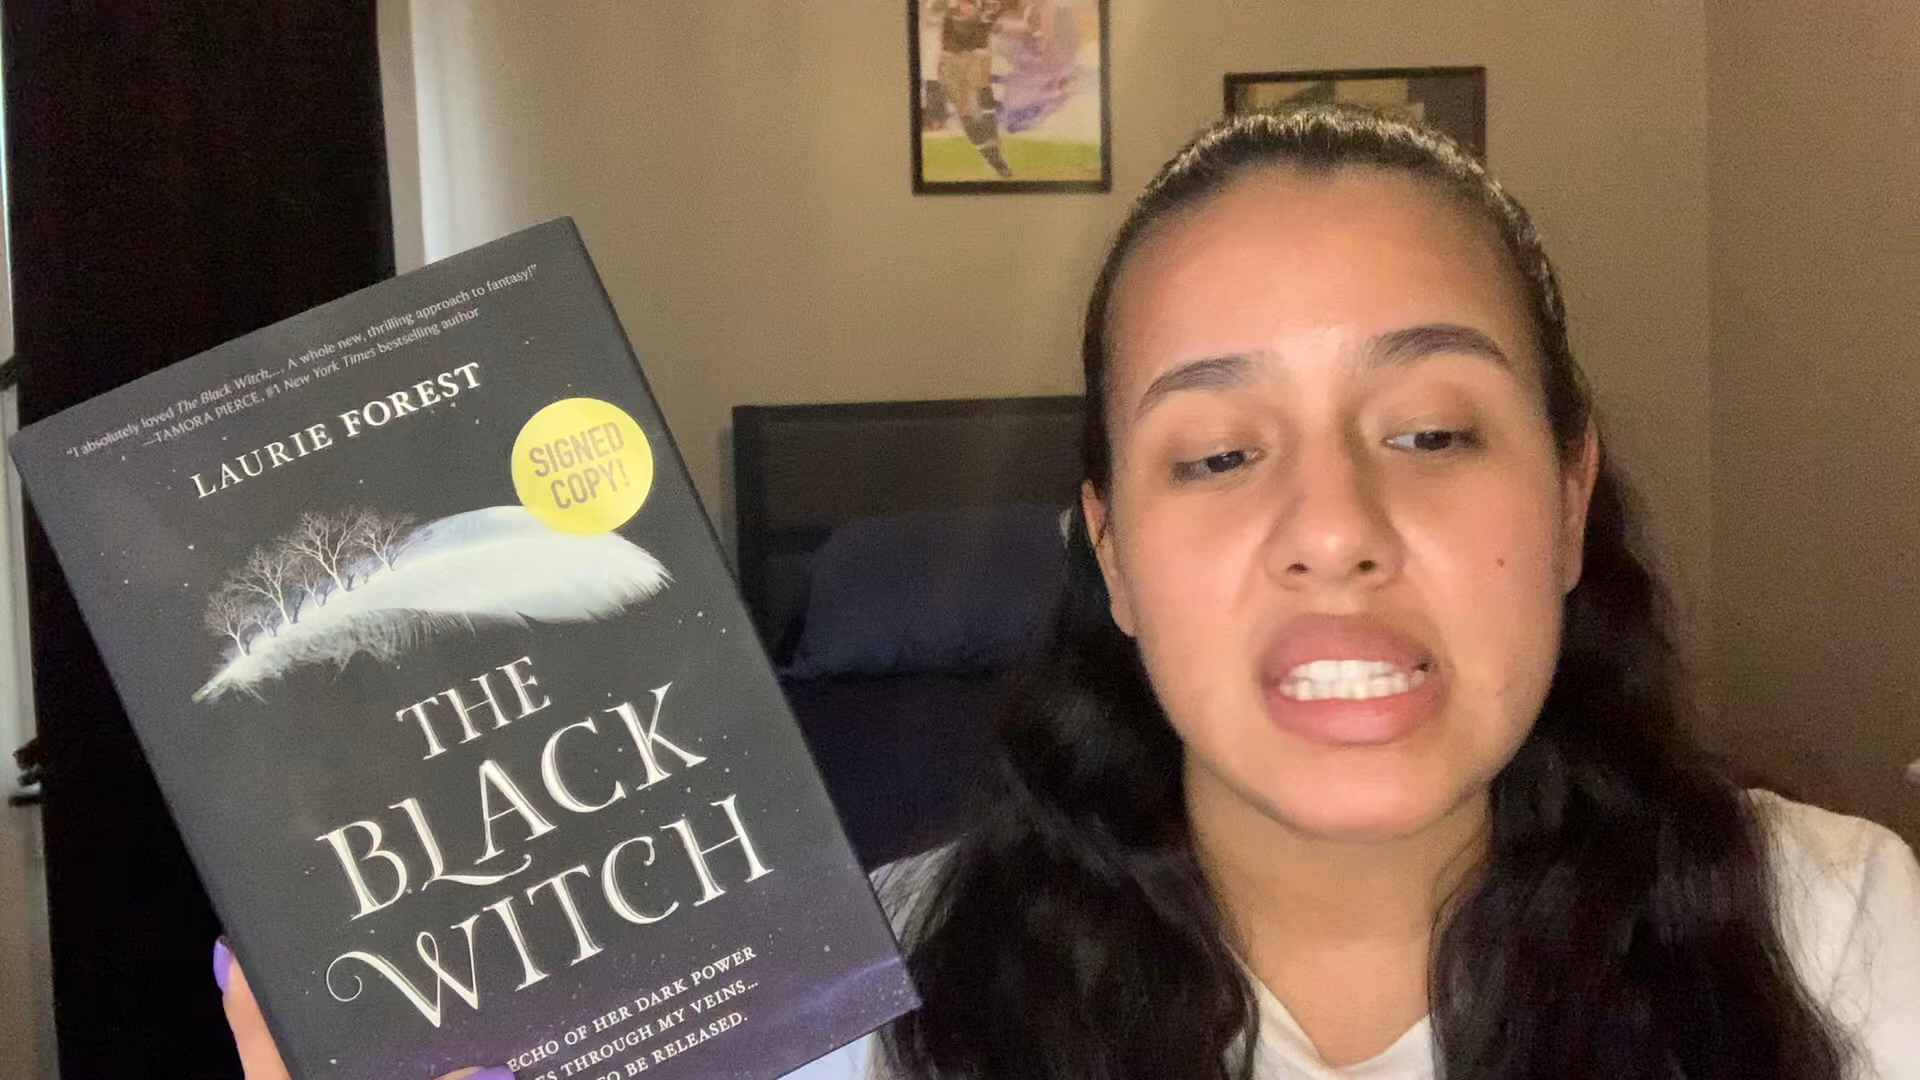 "I absolutely loved The Black Witch.... A whole new, thrilling approach to fantasy!"
—TAMORA PIERCE, #1 New York Times bestselling author
LAURIE FOREST
SIGNED
COPY!
THE
BLACK
WITCH
ECHO OF HER DARK POWER
THROUGH MY VEINS...
TO BE RELEASED.